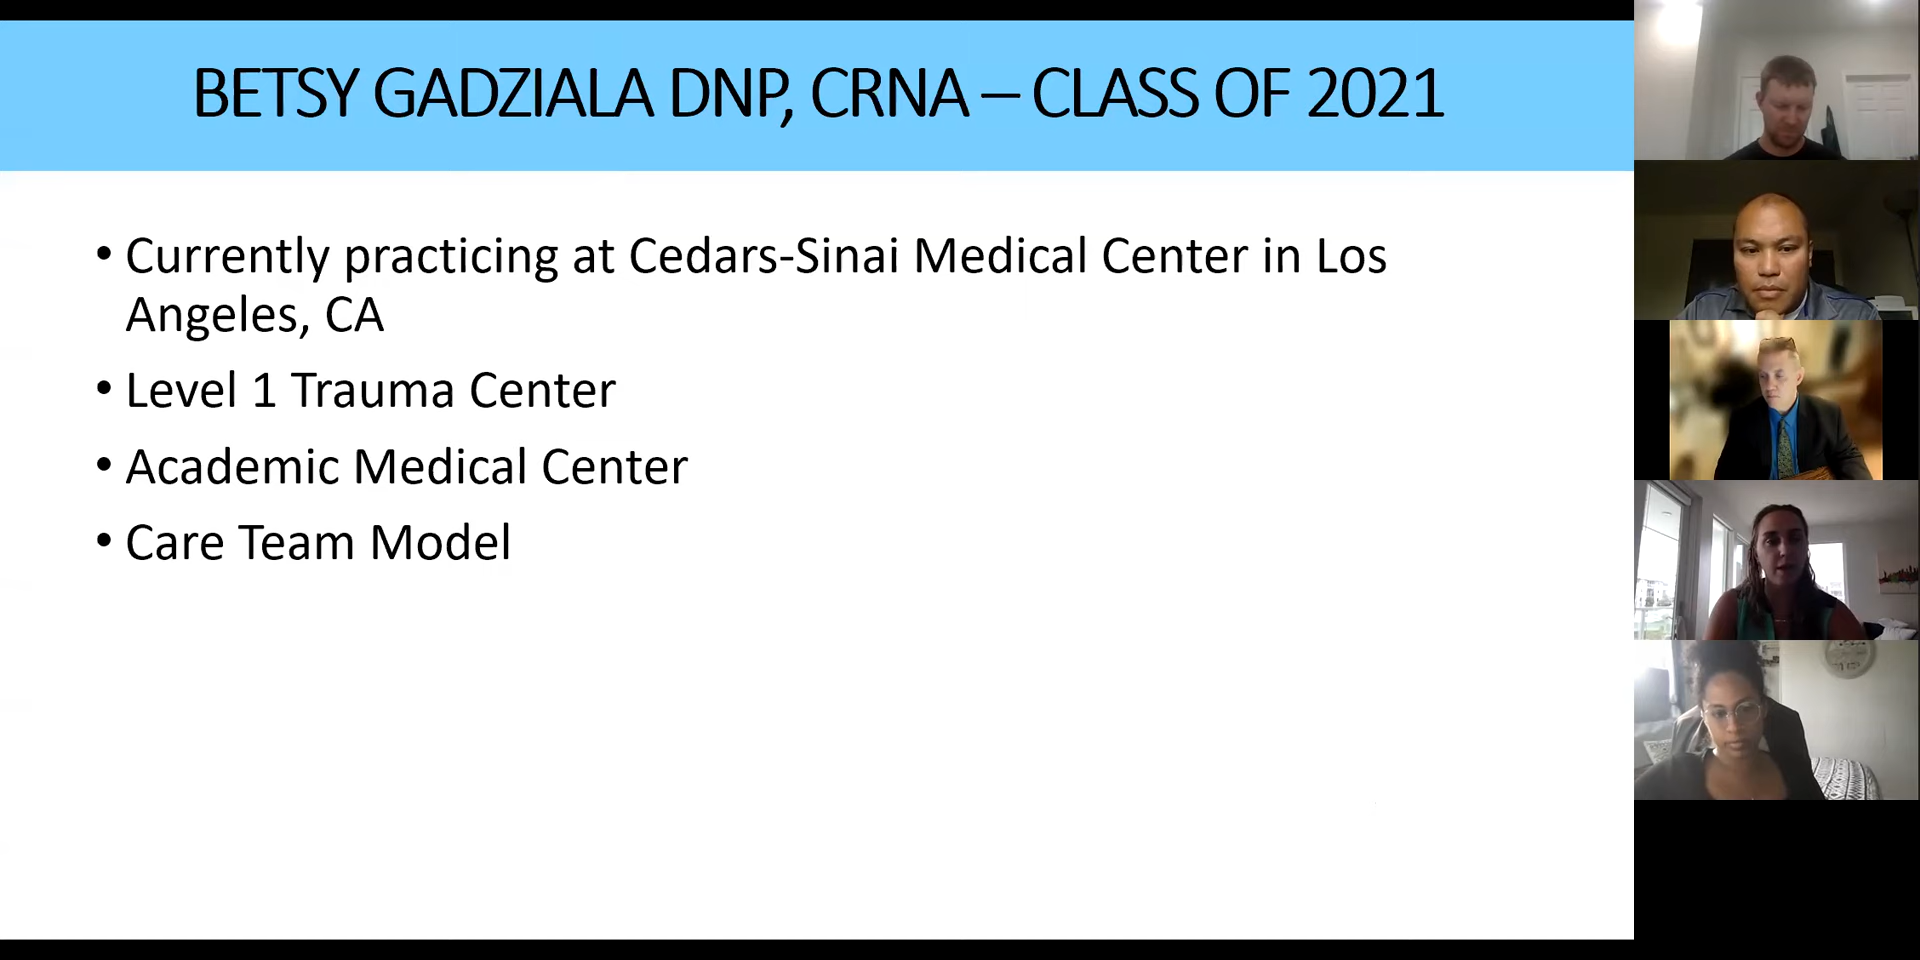 BETSY GADZIALA DNP, CRNA – CLASS OF 2021
• Currently practicing at Cedars-Sinai Medical Center in Los
Angeles, CA
• Level 1 Trauma Center
• Academic Medical Center
• Care Team Model